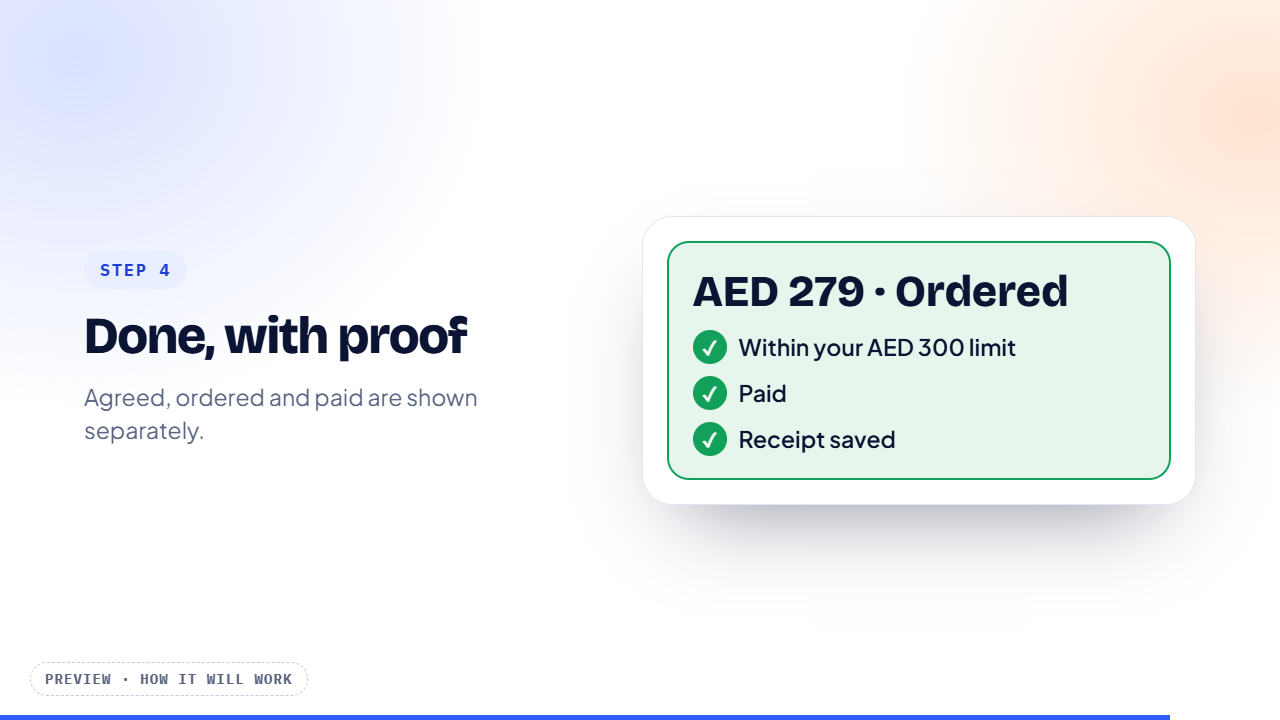 STEP 4
Done, with proof
Agreed, ordered and paid are shown
separately.
AED 279 · Ordered
✓ Within your AED 300 limit
✓ Paid
✓ Receipt saved
PREVIEW · HOW IT WILL WORK